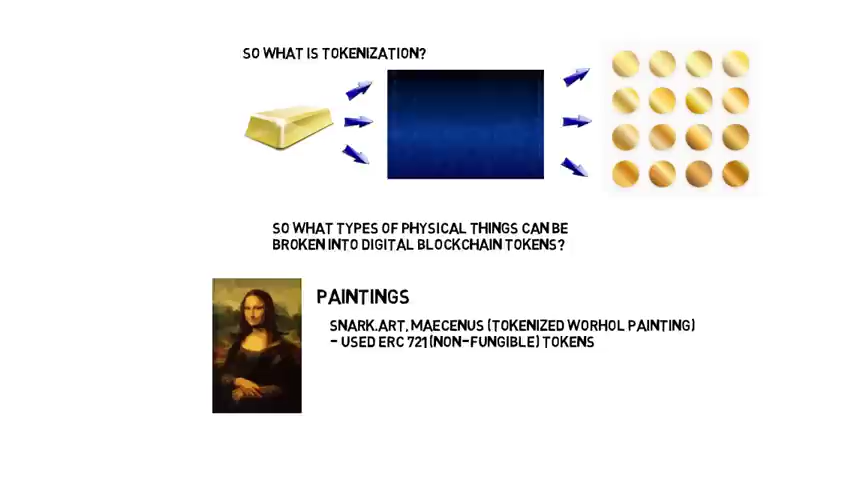 SO WHAT IS TOKENIZATION?
SO WHAT TYPES OF PHYSICAL THINGS CAN BE
BROKEN INTO DIGITAL BLOCKCHAIN TOKENS?
PAINTINGS
SNARK.ART, MAECENUS (TOKENIZED WORHOL PAINTING)
- USED ERC 721 (NON-FUNGIBLE) TOKENS